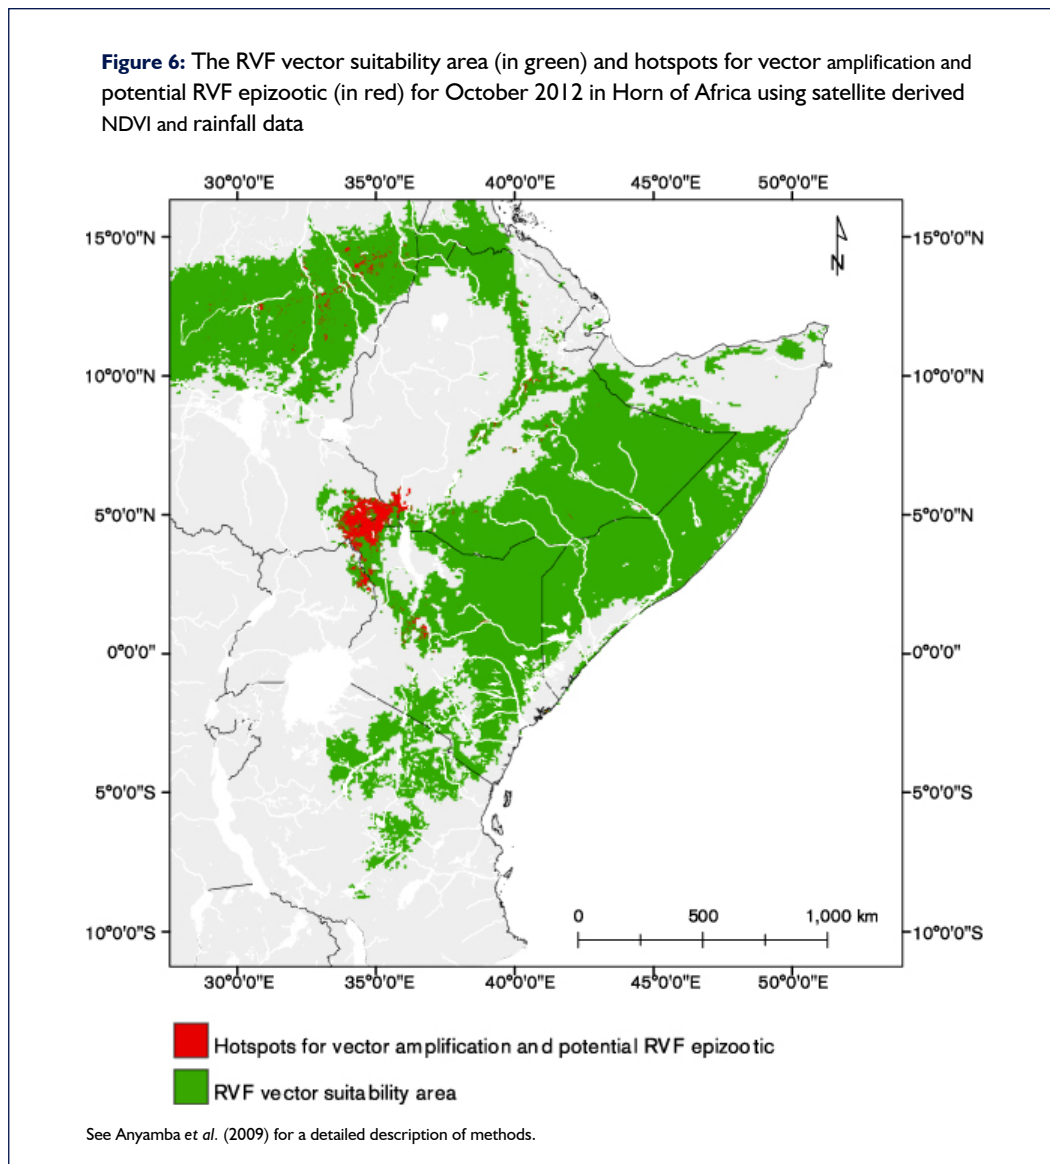 Figure 6: The RVF vector suitability area (in green) and hotspots for vector amplification and
potential RVF epizootic (in red) for October 2012 in Horn of Africa using satellite derived
NDVI and rainfall data
30°0'0"E 35°0'0"E 40°0'0"E 45°0'0"E 50°0'0"E
15°0'0"N 15°0'0"N
N
10°0'0"N 10°0'0"N
5°0'0"N 5°0'0"N
0°0'0" 0°0'0"
5°0'0"S 5°0'0"S
0 500 1,000 km
10°0'0"S 10°0'0"S
30°0'0"E 35°0'0"E 40°0'0"E 45°0'0"E 50°0'0"E
Hotspots for vector amplification and potential RVF epizootic
RVF vector suitability area
See Anyamba et al. (2009) for a detailed description of methods.